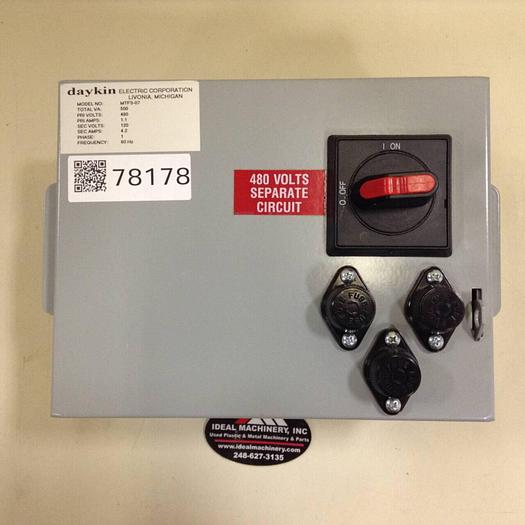 daykin ELECTRIC CORPORATION
LIVONIA, MICHIGAN
MODEL NO: MTFS-07
TOTAL VA: 500
PRI VOLTS: 480
PRI AMPS: 1.1
SEC VOLTS: 120
SEC AMPS: 4.2
PHASE: 1
FREQUENCY: 60 Hz
78178
480 VOLTS
SEPARATE
CIRCUIT
I ON
O OFF
FUSE
IDEAL MACHINERY, INC
Used Plastic & Metal Machinery & Parts
www.idealmachinery.com
248-627-3135